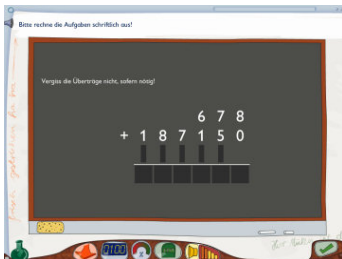 Bitte rechne die Aufgaben schriftlich aus!
Vergiss die Überträge nicht, sofern nötig!
6 7 8
+ 1 8 7 1 5 0